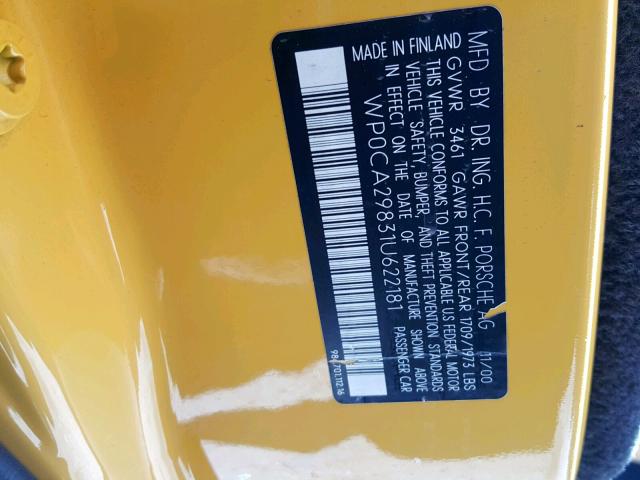 MFD BY DR. ING. H.C. F. PORSCHE AG 11/00
GVWR 3461 GAWR FRONT/REAR 1709/1973 LBS
MADE IN FINLAND
THIS VEHICLE CONFORMS TO ALL APPLICABLE US FEDERAL MOTOR
VEHICLE SAFETY, BUMPER, AND THEFT PREVENTION STANDARDS
IN EFFECT ON THE DATE OF MANUFACTURE SHOWN ABOVE
WP0CA29831U622181 PASSENGER CAR